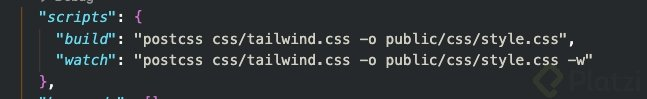 "scripts": {
"build": "postcss css/tailwind.css -o public/css/style.css",
"watch": "postcss css/tailwind.css -o public/css/style.css -w"
},
Platzi